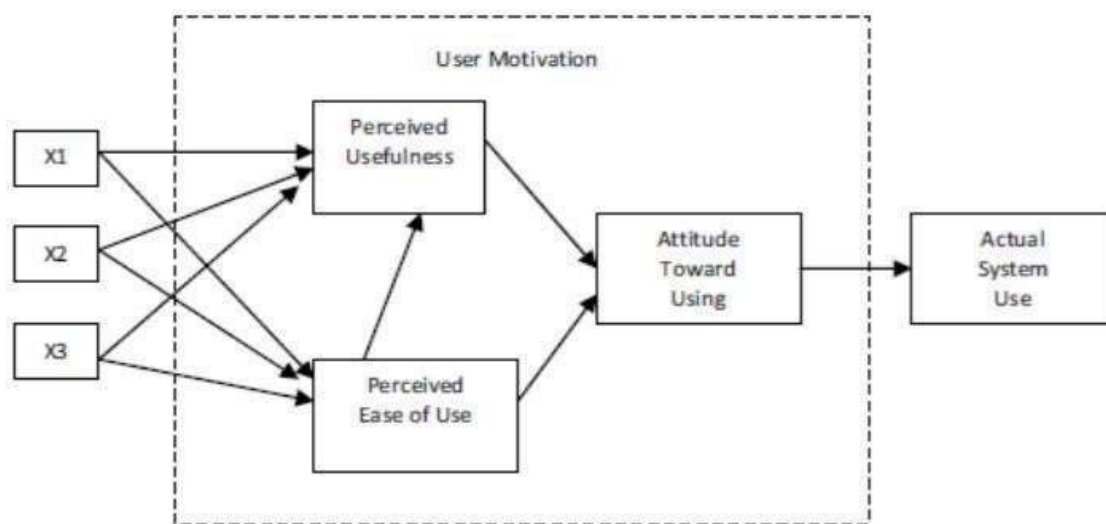 User Motivation
X1
X2
X3
Perceived
Usefulness
Perceived
Ease of Use
Attitude
Toward
Using
Actual
System
Use